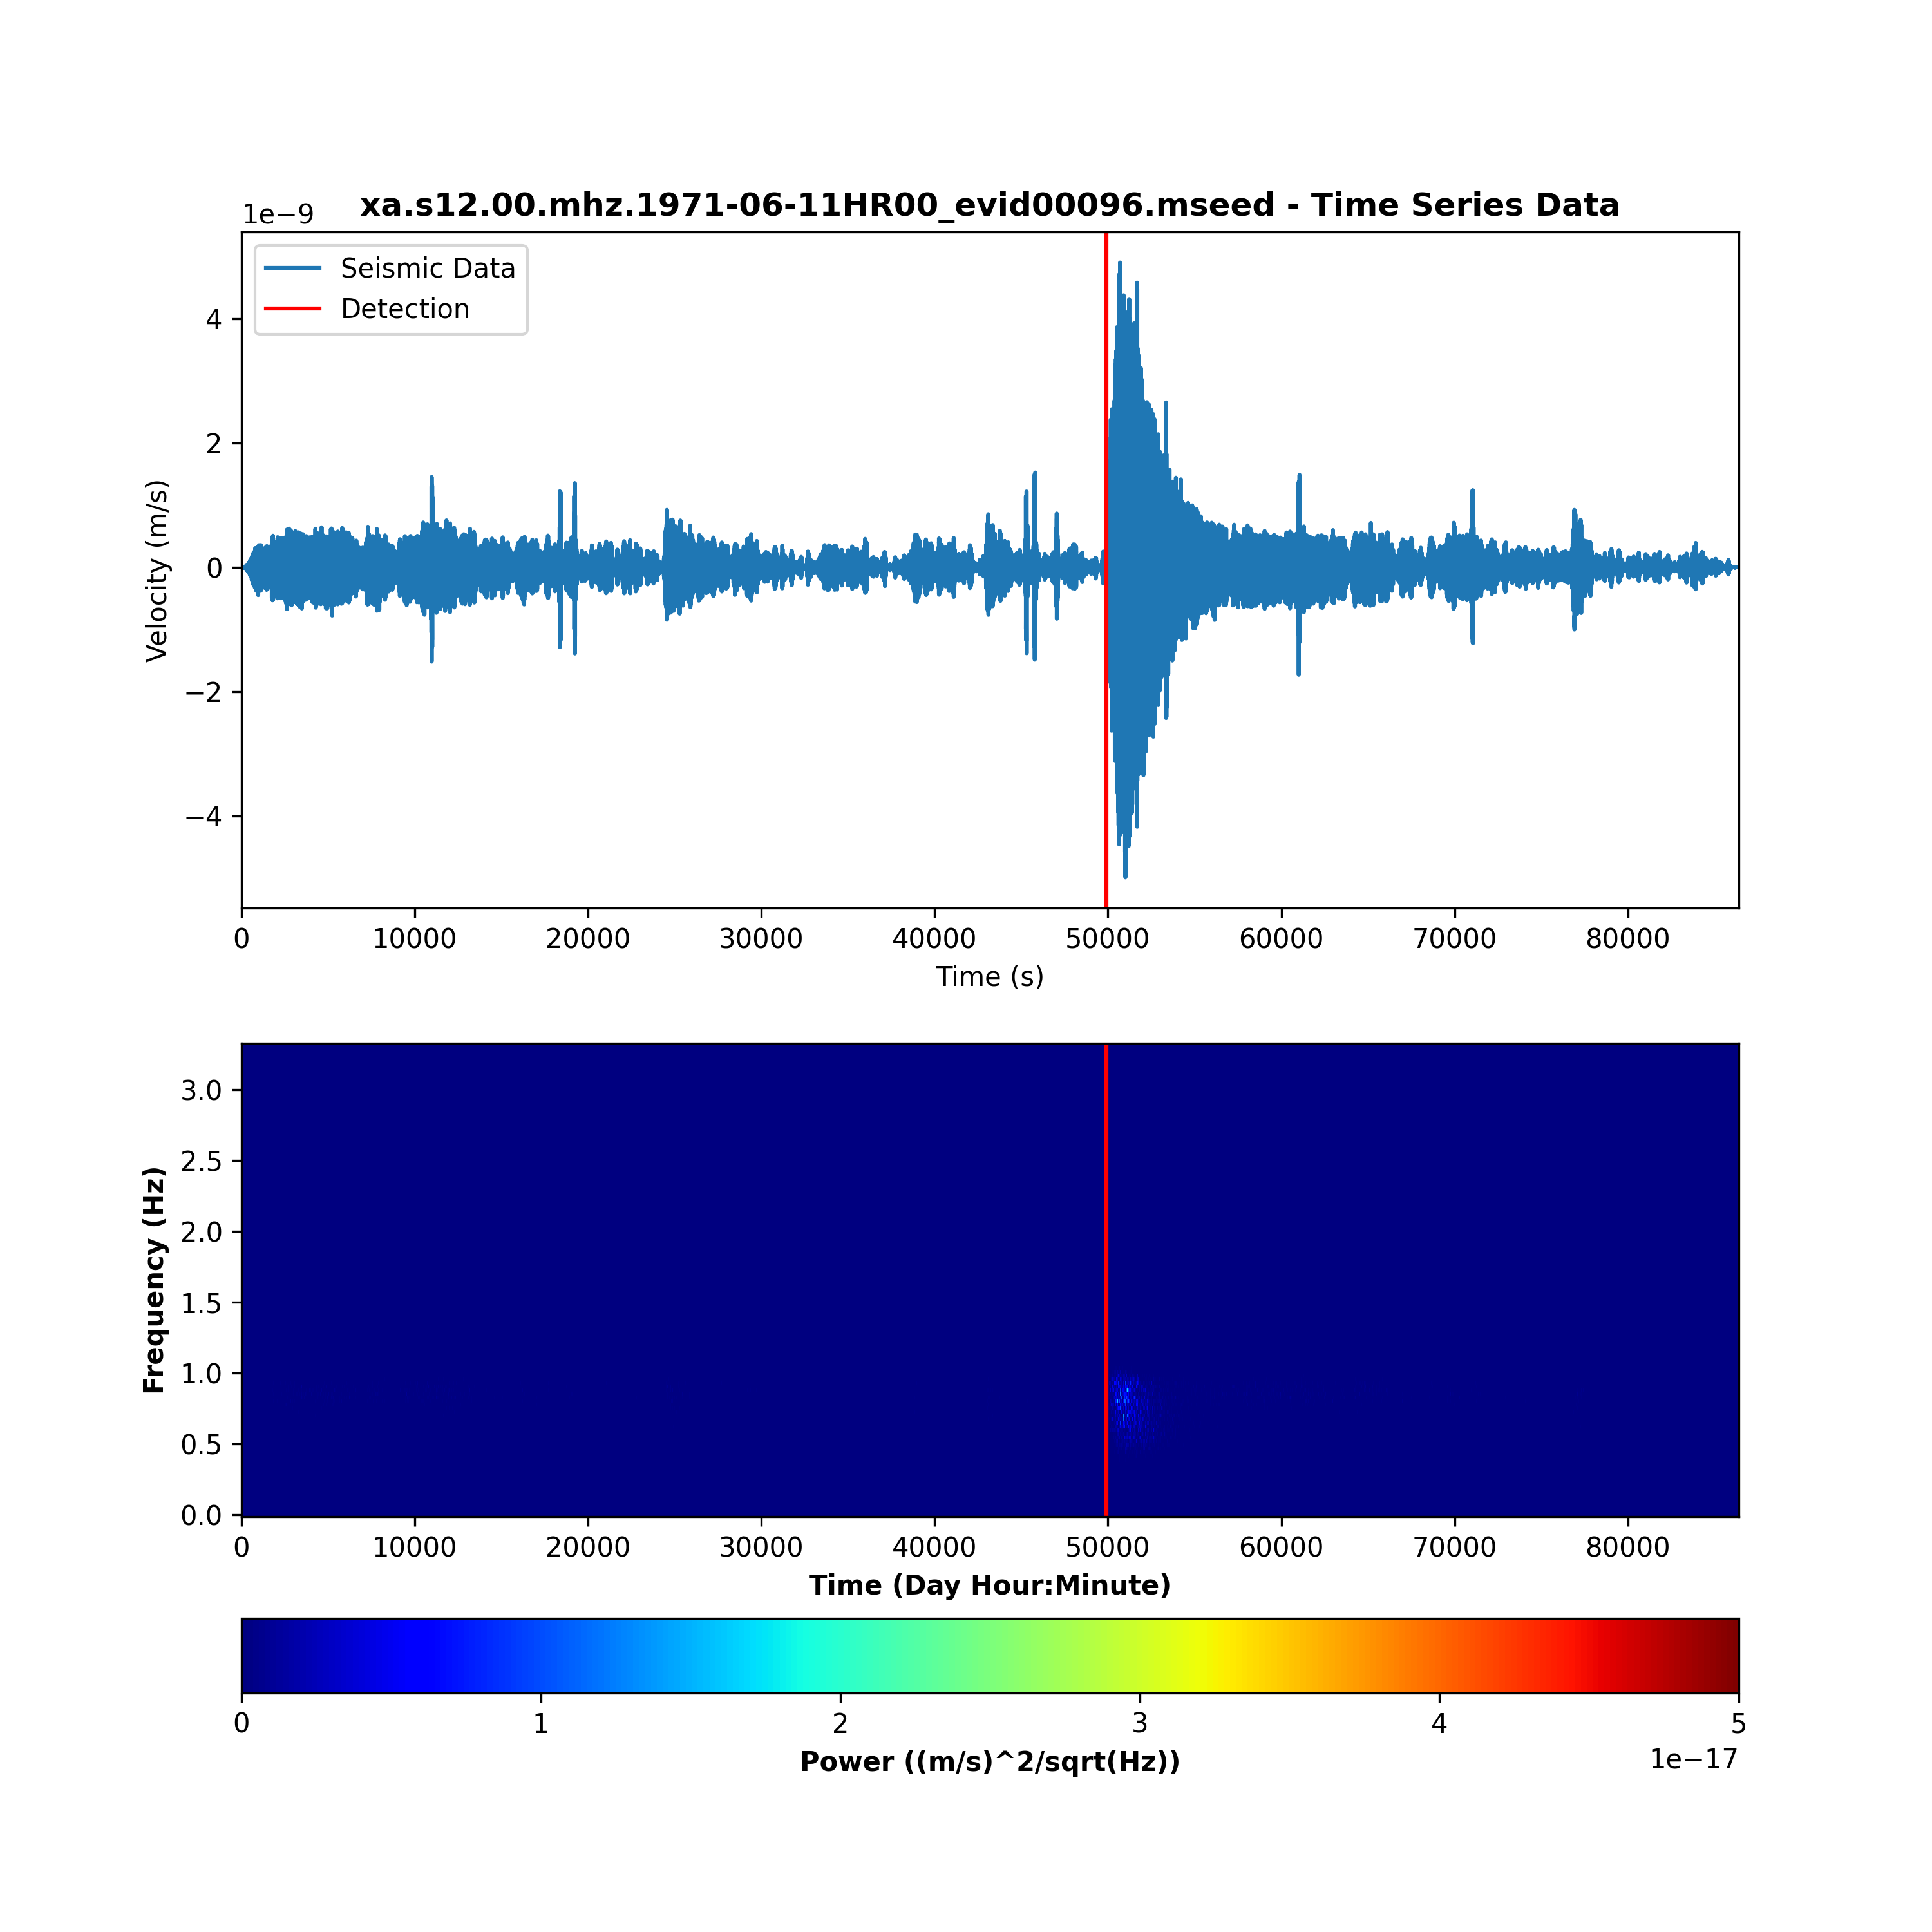 1e−9
xa.s12.00.mhz.1971-06-11HR00_evid00096.mseed - Time Series Data
Seismic Data
Detection
4
2
0
−2
−4
Velocity (m/s)
0 10000 20000 30000 40000 50000 60000 70000 80000
Time (s)
3.0
2.5
2.0
1.5
1.0
0.5
0.0
Frequency (Hz)
0 10000 20000 30000 40000 50000 60000 70000 80000
Time (Day Hour:Minute)
0 1 2 3 4 5
Power ((m/s)^2/sqrt(Hz))
1e−17